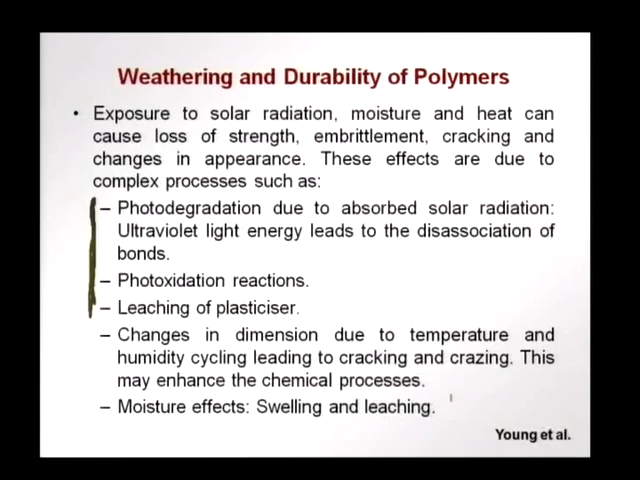 Weathering and Durability of Polymers
• Exposure to solar radiation, moisture and heat can
cause loss of strength, embrittlement, cracking and
changes in appearance. These effects are due to
complex processes such as:
– Photodegradation due to absorbed solar radiation:
Ultraviolet light energy leads to the disassociation of
bonds.
– Photoxidation reactions.
– Leaching of plasticiser.
– Changes in dimension due to temperature and
humidity cycling leading to cracking and crazing. This
may enhance the chemical processes.
– Moisture effects: Swelling and leaching.
Young et al.